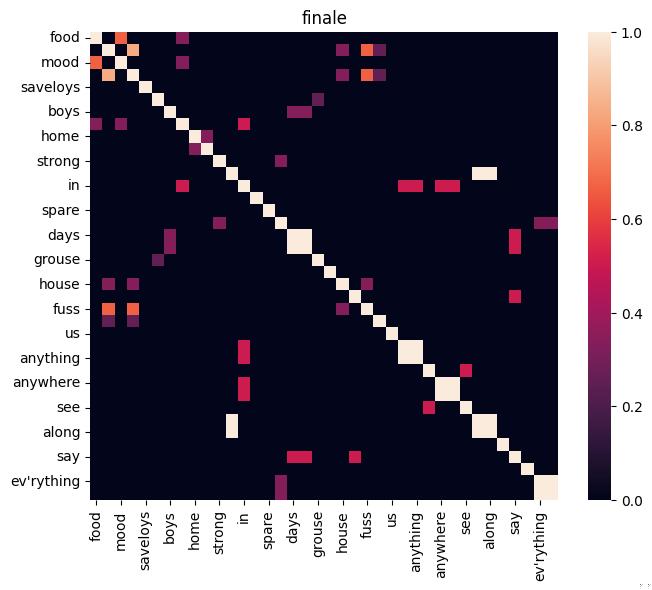 finale
food
mood
saveloys
boys
home
strong
in
spare
days
grouse
house
fuss
us
anything
anywhere
see
along
say
ev'rything
1.0
0.8
0.6
0.4
0.2
0.0
food
mood
saveloys
boys
home
strong
in
spare
days
grouse
house
fuss
us
anything
anywhere
see
along
say
ev'rything